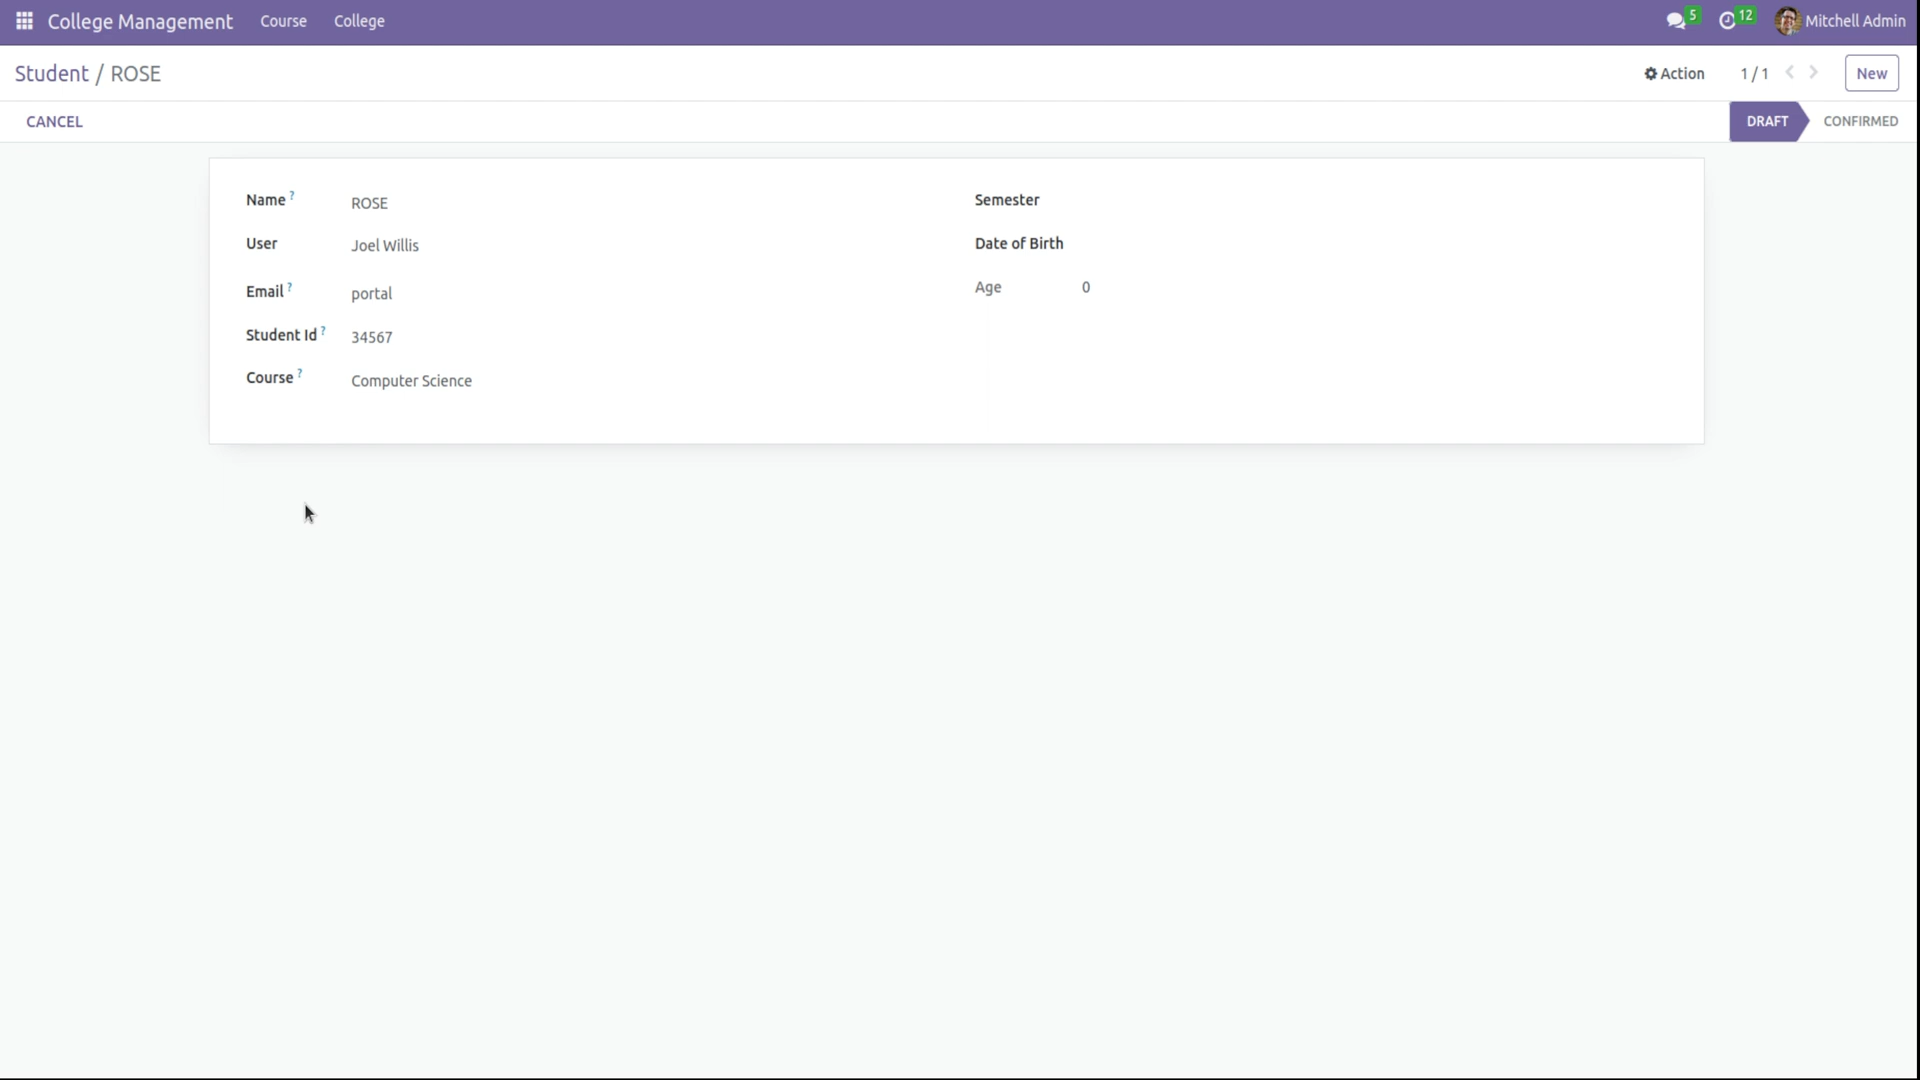 College Management Course College 5 12 Mitchell Admin
Student / ROSE Action 1 / 1 New
CANCEL DRAFT CONFIRMED
Name ? ROSE Semester
User Joel Willis Date of Birth
Email ? portal Age 0
Student Id ? 34567
Course ? Computer Science